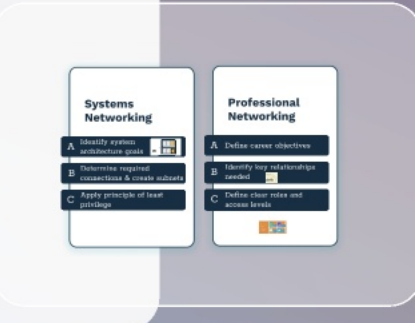 Systems
Networking
A Identify system
architecture goals
B Determine required
connections & create subnets
C Apply principle of least
privilege
Professional
Networking
A Define career objectives
B Identify key relationships
needed
C Define clear roles and
access levels